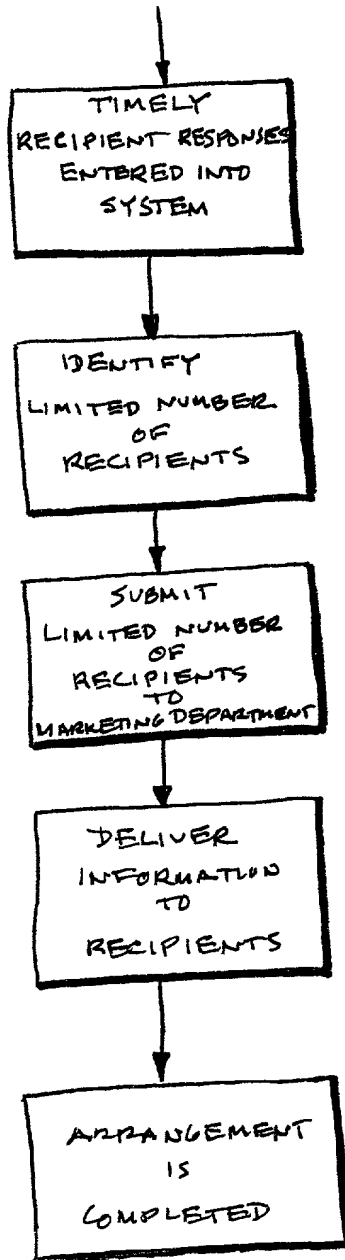 TIMELY
RECIPIENT RESPONSES
ENTERED INTO
SYSTEM
IDENTIFY
LIMITED NUMBER
OF
RECIPIENTS
SUBMIT
LIMITED NUMBER
OF
RECIPIENTS
TO
MARKETING DEPARTMENT
DELIVER
INFORMATION
TO
RECIPIENTS
ARRANGEMENT
IS
COMPLETED